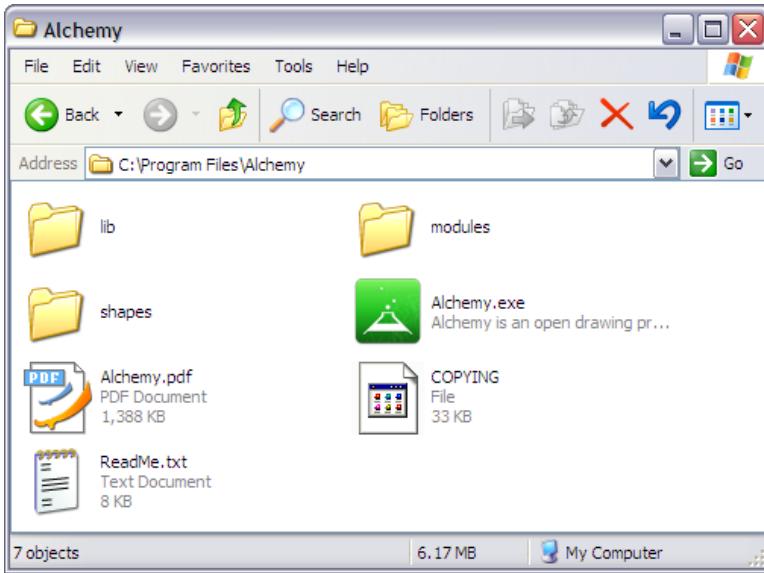 Alchemy
File Edit View Favorites Tools Help
Back Search Folders
Address C:\Program Files\Alchemy Go
lib
modules
shapes
Alchemy.exe
Alchemy is an open drawing pr...
PDF
Alchemy.pdf
PDF Document
1,388 KB
COPYING
File
33 KB
ReadMe.txt
Text Document
8 KB
7 objects 6.17 MB My Computer